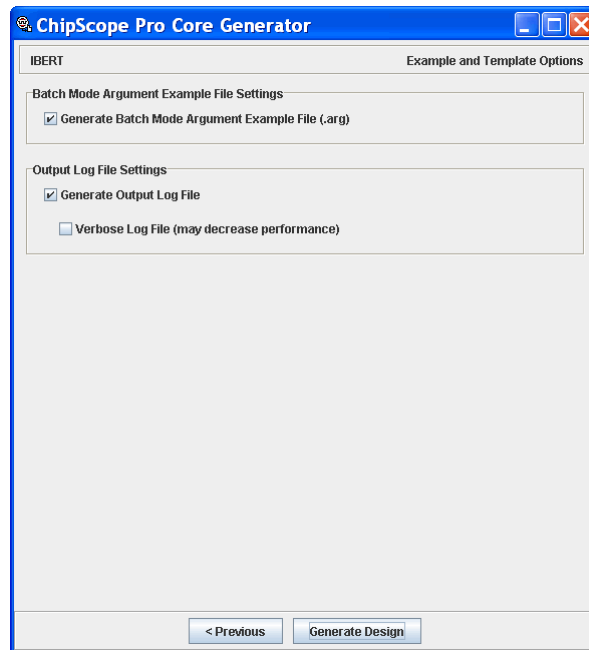 ChipScope Pro Core Generator
IBERT Example and Template Options
Batch Mode Argument Example File Settings
Generate Batch Mode Argument Example File (.arg)
Output Log File Settings
Generate Output Log File
Verbose Log File (may decrease performance)
< Previous Generate Design